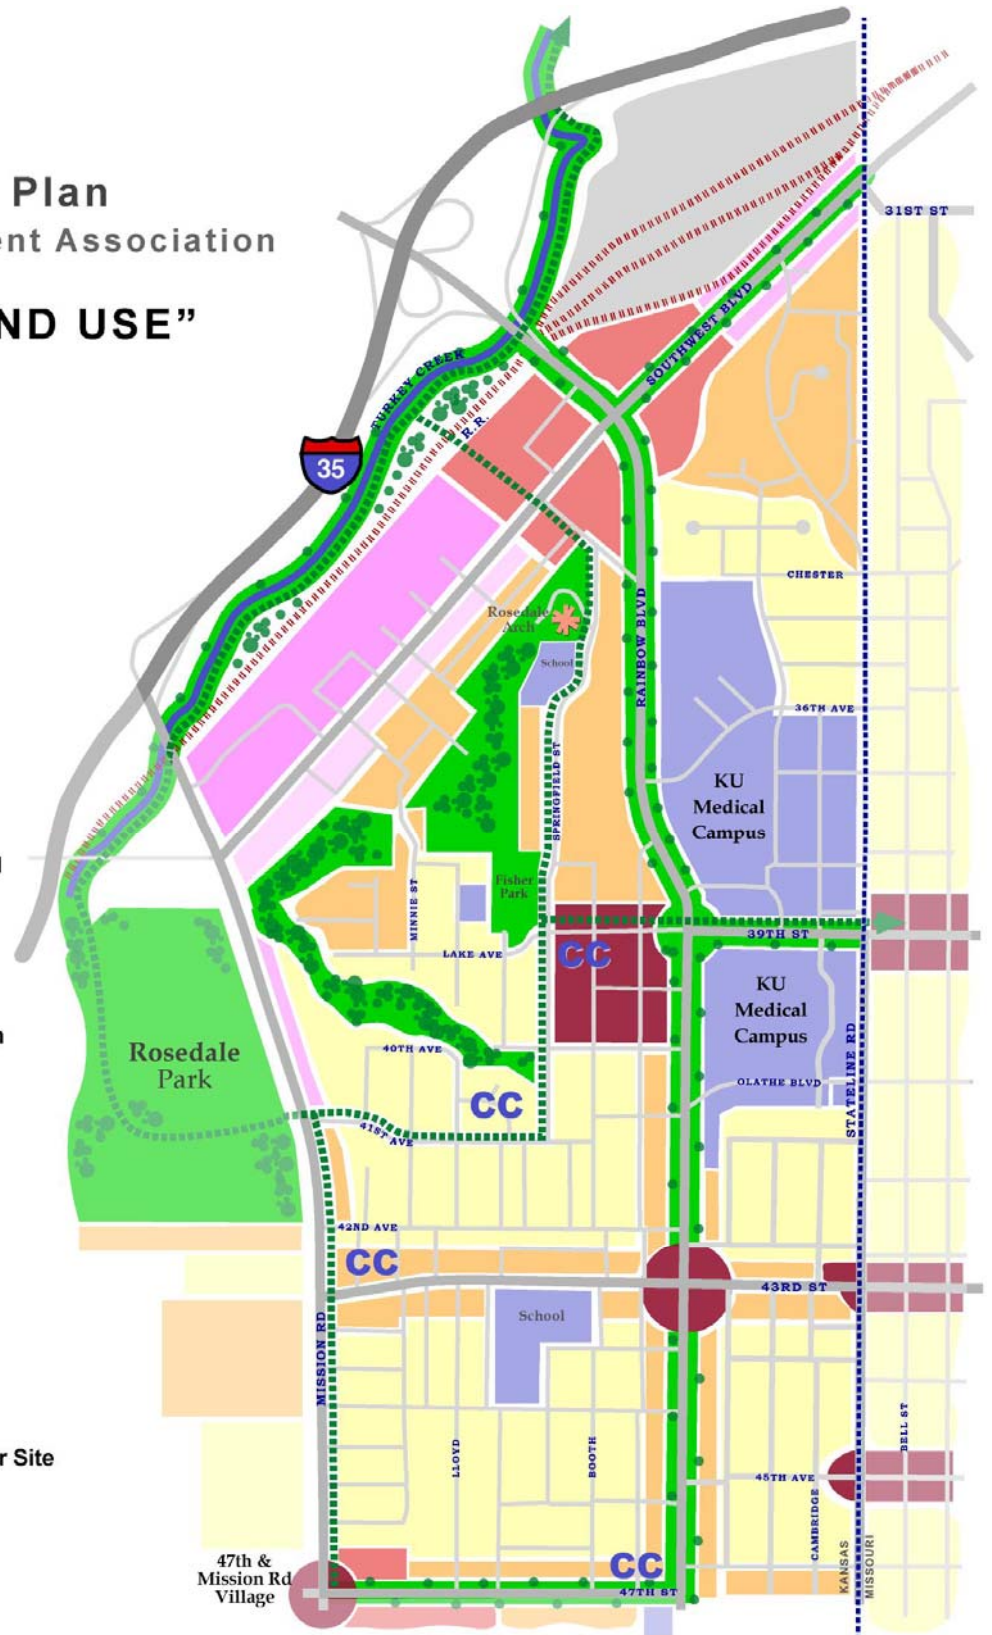 Plan
ent Association
ND USE”
31ST ST
SOUTHWEST BLVD
TURKEY CREEK
R.R.
35
CHESTER
Rosedale
Arch
School
RAINBOW BLVD
36TH AVE
SPRINGFIELD ST
KU
Medical
Campus
MINNIE ST
Fisher
Park
39TH ST
LAKE AVE
CC
KU
Medical
Campus
Rosedale
Park
40TH AVE
OLATHE BLVD
STATELINE RD
CC
41ST AVE
42ND AVE
CC
43RD ST
School
MISSION RD
r Site
LLOYD
BOOTH
BELL ST
45TH AVE
CAMBRIDGE
47th &
Mission Rd
Village
CC
47TH ST
KANSAS
MISSOURI